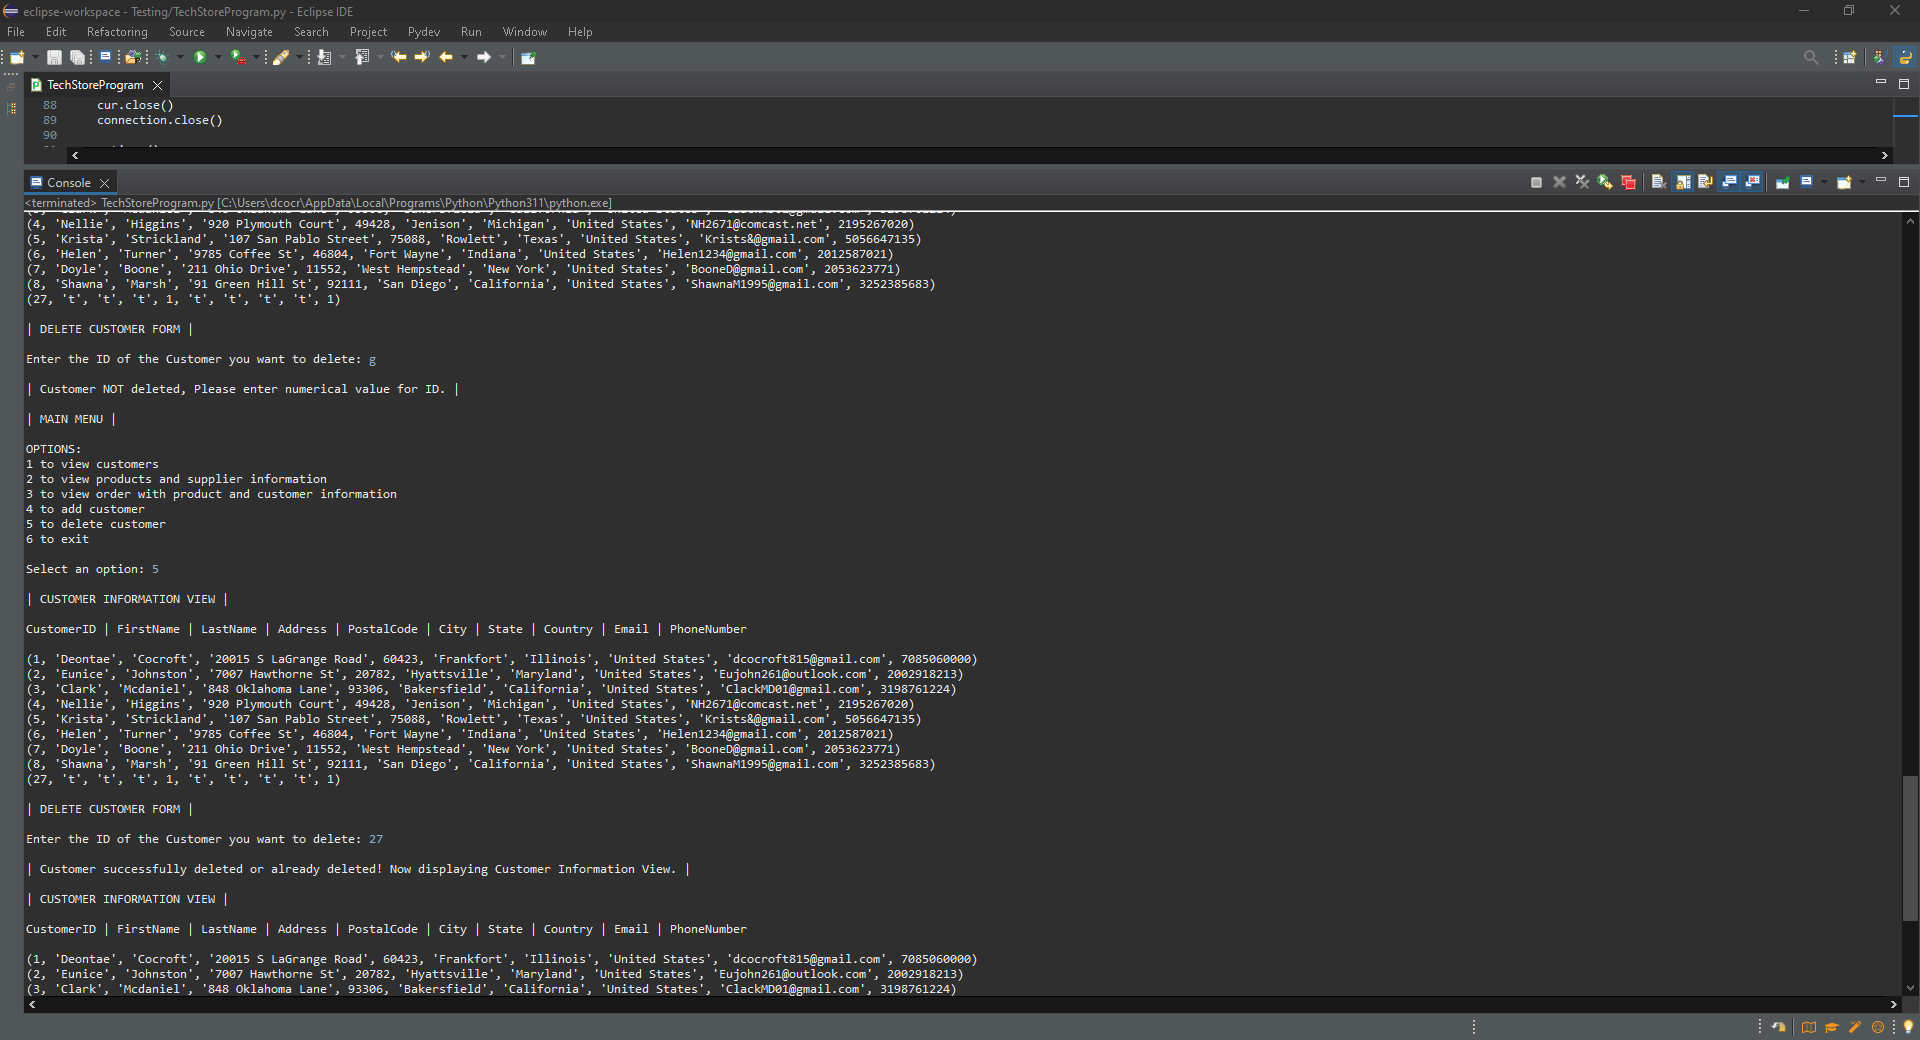 eclipse-workspace - Testing/TechStoreProgram.py - Eclipse IDE
File Edit Refactoring Source Navigate Search Project Pydev Run Window Help
TechStoreProgram
88 cur.close()
89 connection.close()
90
Console
<terminated> TechStoreProgram.py [C:\Users\dcocr\AppData\Local\Programs\Python\Python311\python.exe]
(4, 'Nellie', 'Higgins', '920 Plymouth Court', 49428, 'Jenison', 'Michigan', 'United States', 'NH2671@comcast.net', 2195267020)
(5, 'Krista', 'Strickland', '107 San Pablo Street', 75088, 'Rowlett', 'Texas', 'United States', 'Krists&@gmail.com', 5056647135)
(6, 'Helen', 'Turner', '9785 Coffee St', 46804, 'Fort Wayne', 'Indiana', 'United States', 'Helen1234@gmail.com', 2012587021)
(7, 'Doyle', 'Boone', '211 Ohio Drive', 11552, 'West Hempstead', 'New York', 'United States', 'BooneD@gmail.com', 2053623771)
(8, 'Shawna', 'Marsh', '91 Green Hill St', 92111, 'San Diego', 'California', 'United States', 'ShawnaM1995@gmail.com', 3252385683)
(27, 't', 't', 't', 1, 't', 't', 't', 't', 1)
| DELETE CUSTOMER FORM |
Enter the ID of the Customer you want to delete: g
| Customer NOT deleted, Please enter numerical value for ID. |
| MAIN MENU |
OPTIONS:
1 to view customers
2 to view products and supplier information
3 to view order with product and customer information
4 to add customer
5 to delete customer
6 to exit
Select an option: 5
| CUSTOMER INFORMATION VIEW |
CustomerID | FirstName | LastName | Address | PostalCode | City | State | Country | Email | PhoneNumber
(1, 'Deontae', 'Cocroft', '20015 S LaGrange Road', 60423, 'Frankfort', 'Illinois', 'United States', 'dcocroft815@gmail.com', 7085060000)
(2, 'Eunice', 'Johnston', '7007 Hawthorne St', 20782, 'Hyattsville', 'Maryland', 'United States', 'Eujohn261@outlook.com', 2002918213)
(3, 'Clark', 'Mcdaniel', '848 Oklahoma Lane', 93306, 'Bakersfield', 'California', 'United States', 'ClackMD01@gmail.com', 3198761224)
(4, 'Nellie', 'Higgins', '920 Plymouth Court', 49428, 'Jenison', 'Michigan', 'United States', 'NH2671@comcast.net', 2195267020)
(5, 'Krista', 'Strickland', '107 San Pablo Street', 75088, 'Rowlett', 'Texas', 'United States', 'Krists&@gmail.com', 5056647135)
(6, 'Helen', 'Turner', '9785 Coffee St', 46804, 'Fort Wayne', 'Indiana', 'United States', 'Helen1234@gmail.com', 2012587021)
(7, 'Doyle', 'Boone', '211 Ohio Drive', 11552, 'West Hempstead', 'New York', 'United States', 'BooneD@gmail.com', 2053623771)
(8, 'Shawna', 'Marsh', '91 Green Hill St', 92111, 'San Diego', 'California', 'United States', 'ShawnaM1995@gmail.com', 3252385683)
(27, 't', 't', 't', 1, 't', 't', 't', 't', 1)
| DELETE CUSTOMER FORM |
Enter the ID of the Customer you want to delete: 27
| Customer successfully deleted or already deleted! Now displaying Customer Information View. |
| CUSTOMER INFORMATION VIEW |
CustomerID | FirstName | LastName | Address | PostalCode | City | State | Country | Email | PhoneNumber
(1, 'Deontae', 'Cocroft', '20015 S LaGrange Road', 60423, 'Frankfort', 'Illinois', 'United States', 'dcocroft815@gmail.com', 7085060000)
(2, 'Eunice', 'Johnston', '7007 Hawthorne St', 20782, 'Hyattsville', 'Maryland', 'United States', 'Eujohn261@outlook.com', 2002918213)
(3, 'Clark', 'Mcdaniel', '848 Oklahoma Lane', 93306, 'Bakersfield', 'California', 'United States', 'ClackMD01@gmail.com', 3198761224)